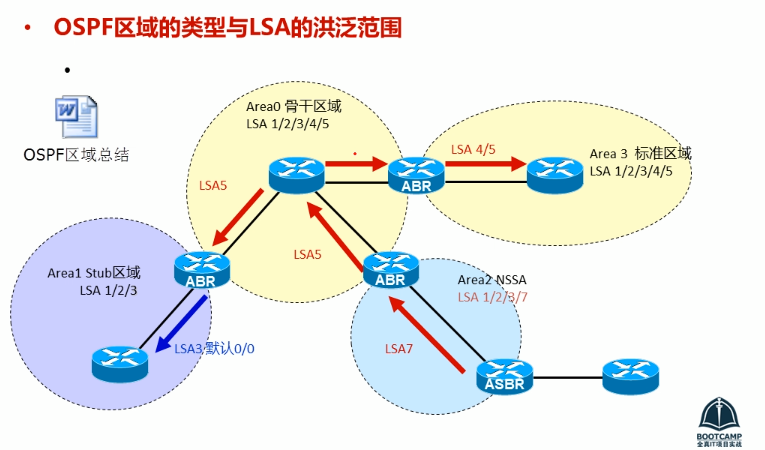 OSPF区域的类型与LSA的洪泛范围
OSPF区域总结
Area0 骨干区域
LSA 1/2/3/4/5
LSA 4/5
ABR
Area 3 标准区域
LSA 1/2/3/4/5
LSA5
LSA5
Area1 Stub区域
LSA 1/2/3
ABR
ABR
Area2 NSSA
LSA 1/2/3/7
LSA3 默认0/0
LSA7
ASBR
BOOTCAMP
全真IT项目实战